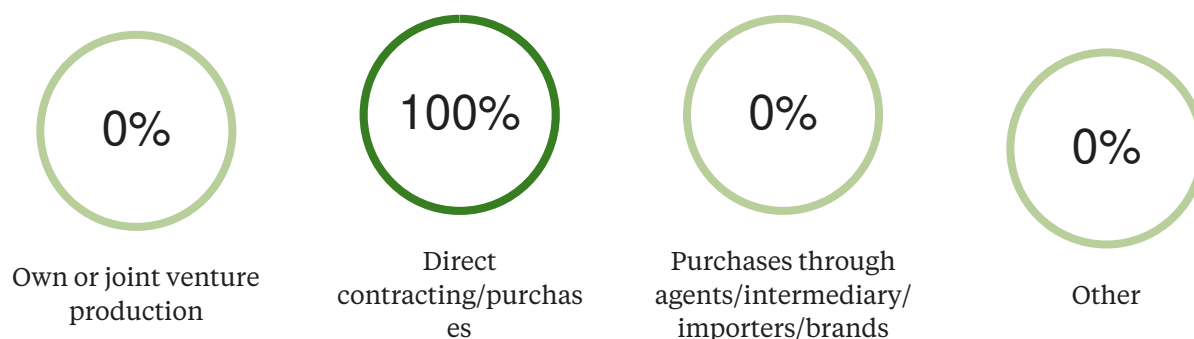 0%
Own or joint venture
production
100%
Direct
contracting/purchas
es
0%
Purchases through
agents/intermediary/
importers/brands
0%
Other